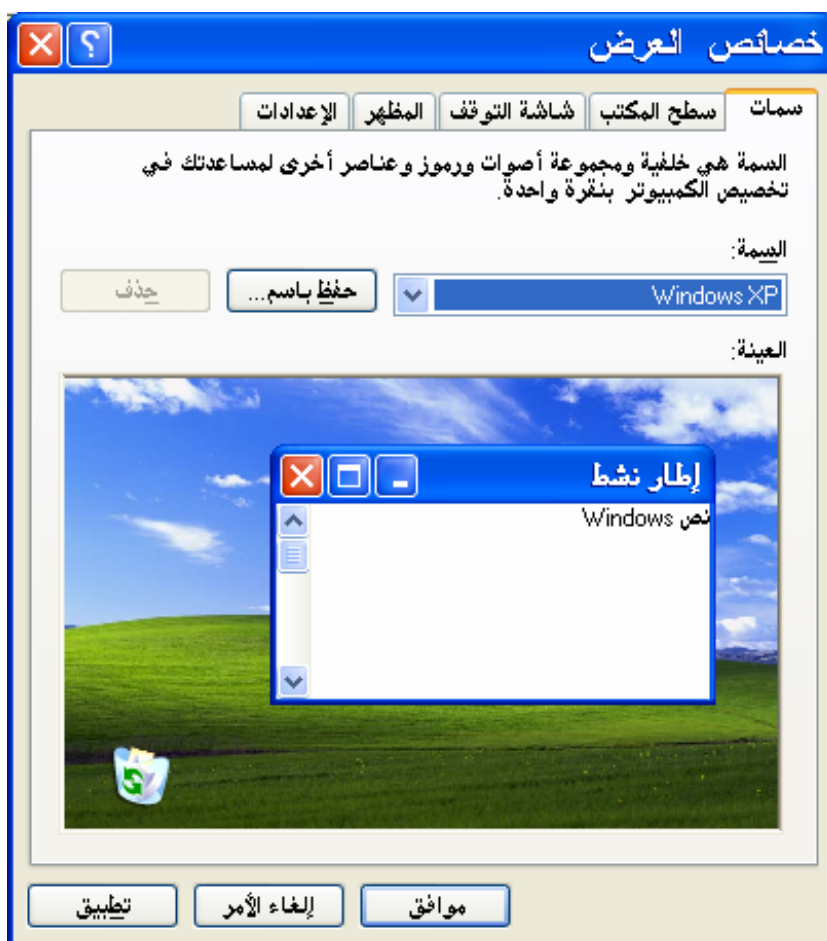 خصائص العرض
سمات
سطح المكتب
شاشة التوقف
المظهر
الإعدادات
السمة هي خلفية ومجموعة أصوات ورموز وعناصر أخرى لمساعدتك في
تخصيص الكمبيوتر بنقرة واحدة.
السمة:
Windows XP
حفظ باسم...
حذف
العينة:
إطار نشط
نص Windows
موافق
إلغاء الأمر
تطبيق